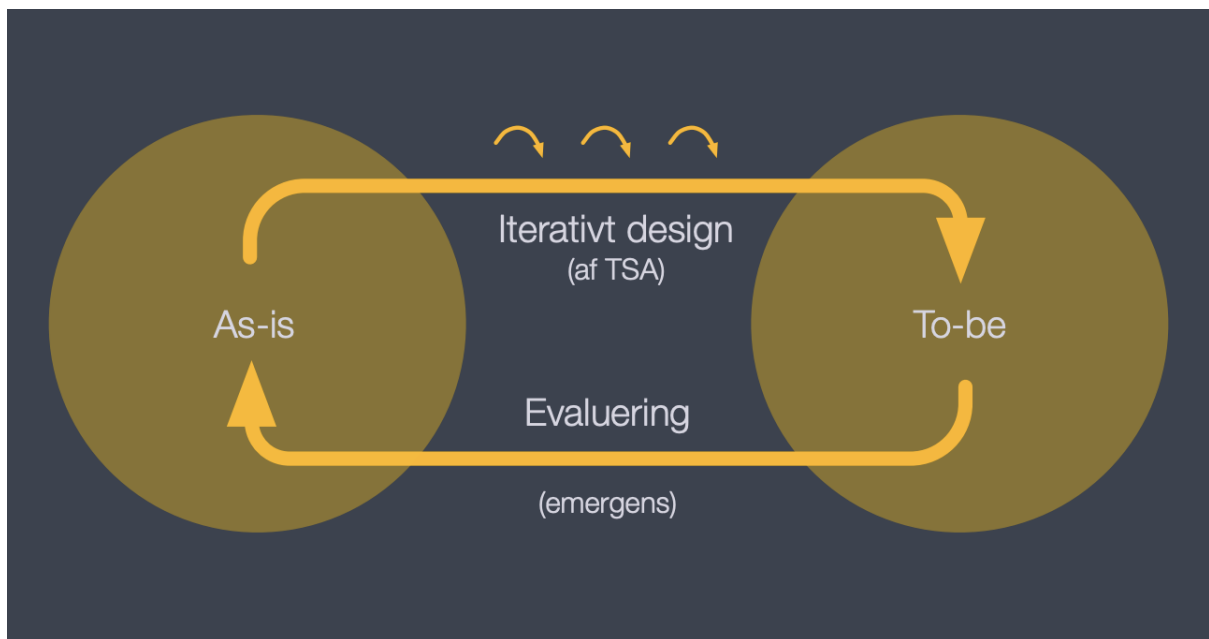 Iterativt design
(af TSA)
As-is
To-be
Evaluering
(emergens)